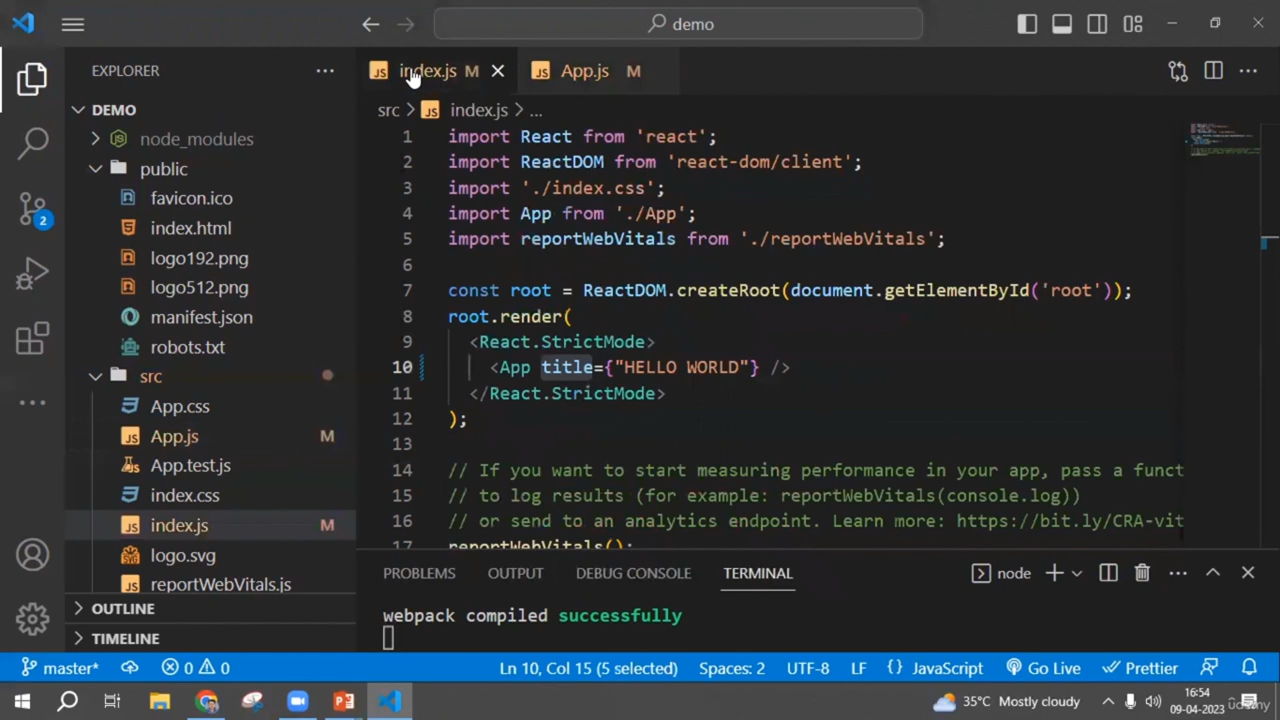 demo
EXPLORER
index.js M
App.js M
DEMO
src index.js ...
node_modules
public
favicon.ico
index.html
logo192.png
logo512.png
manifest.json
robots.txt
src
App.css
App.js M
App.test.js
index.css
index.js M
logo.svg
reportWebVitals.js
OUTLINE
TIMELINE
2
1 import React from 'react';
2 import ReactDOM from 'react-dom/client';
3 import './index.css';
4 import App from './App';
5 import reportWebVitals from './reportWebVitals';
6
7 const root = ReactDOM.createRoot(document.getElementById('root'));
8 root.render(
9 <React.StrictMode>
10 <App title={"HELLO WORLD"} />
11 </React.StrictMode>
12 );
13
14 // If you want to start measuring performance in your app, pass a funct
15 // to log results (for example: reportWebVitals(console.log))
16 // or send to an analytics endpoint. Learn more: https://bit.ly/CRA-vit
17 reportWebVitals();
PROBLEMS OUTPUT DEBUG CONSOLE TERMINAL node
webpack compiled successfully
master* 0 0 Ln 10, Col 15 (5 selected) Spaces: 2 UTF-8 LF {} JavaScript Go Live Prettier
35°C Mostly cloudy 16:54
09-04-2023
udemy